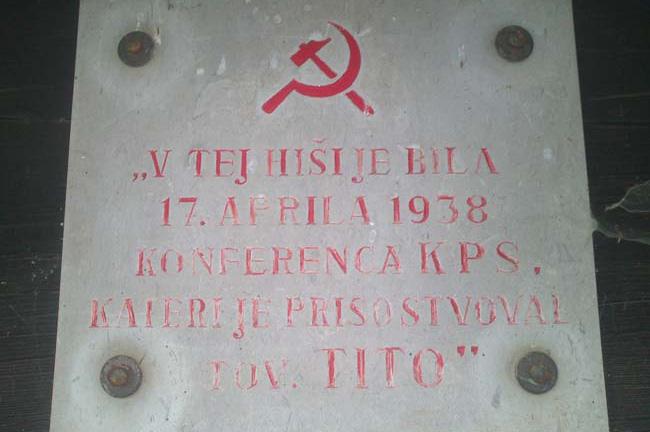 „V TEJ HIŠI JE BILA
17. APRILA 1938
KONFERENCA KPS,
KATERI JE PRISOSTVOVAL
TOV. TITO”